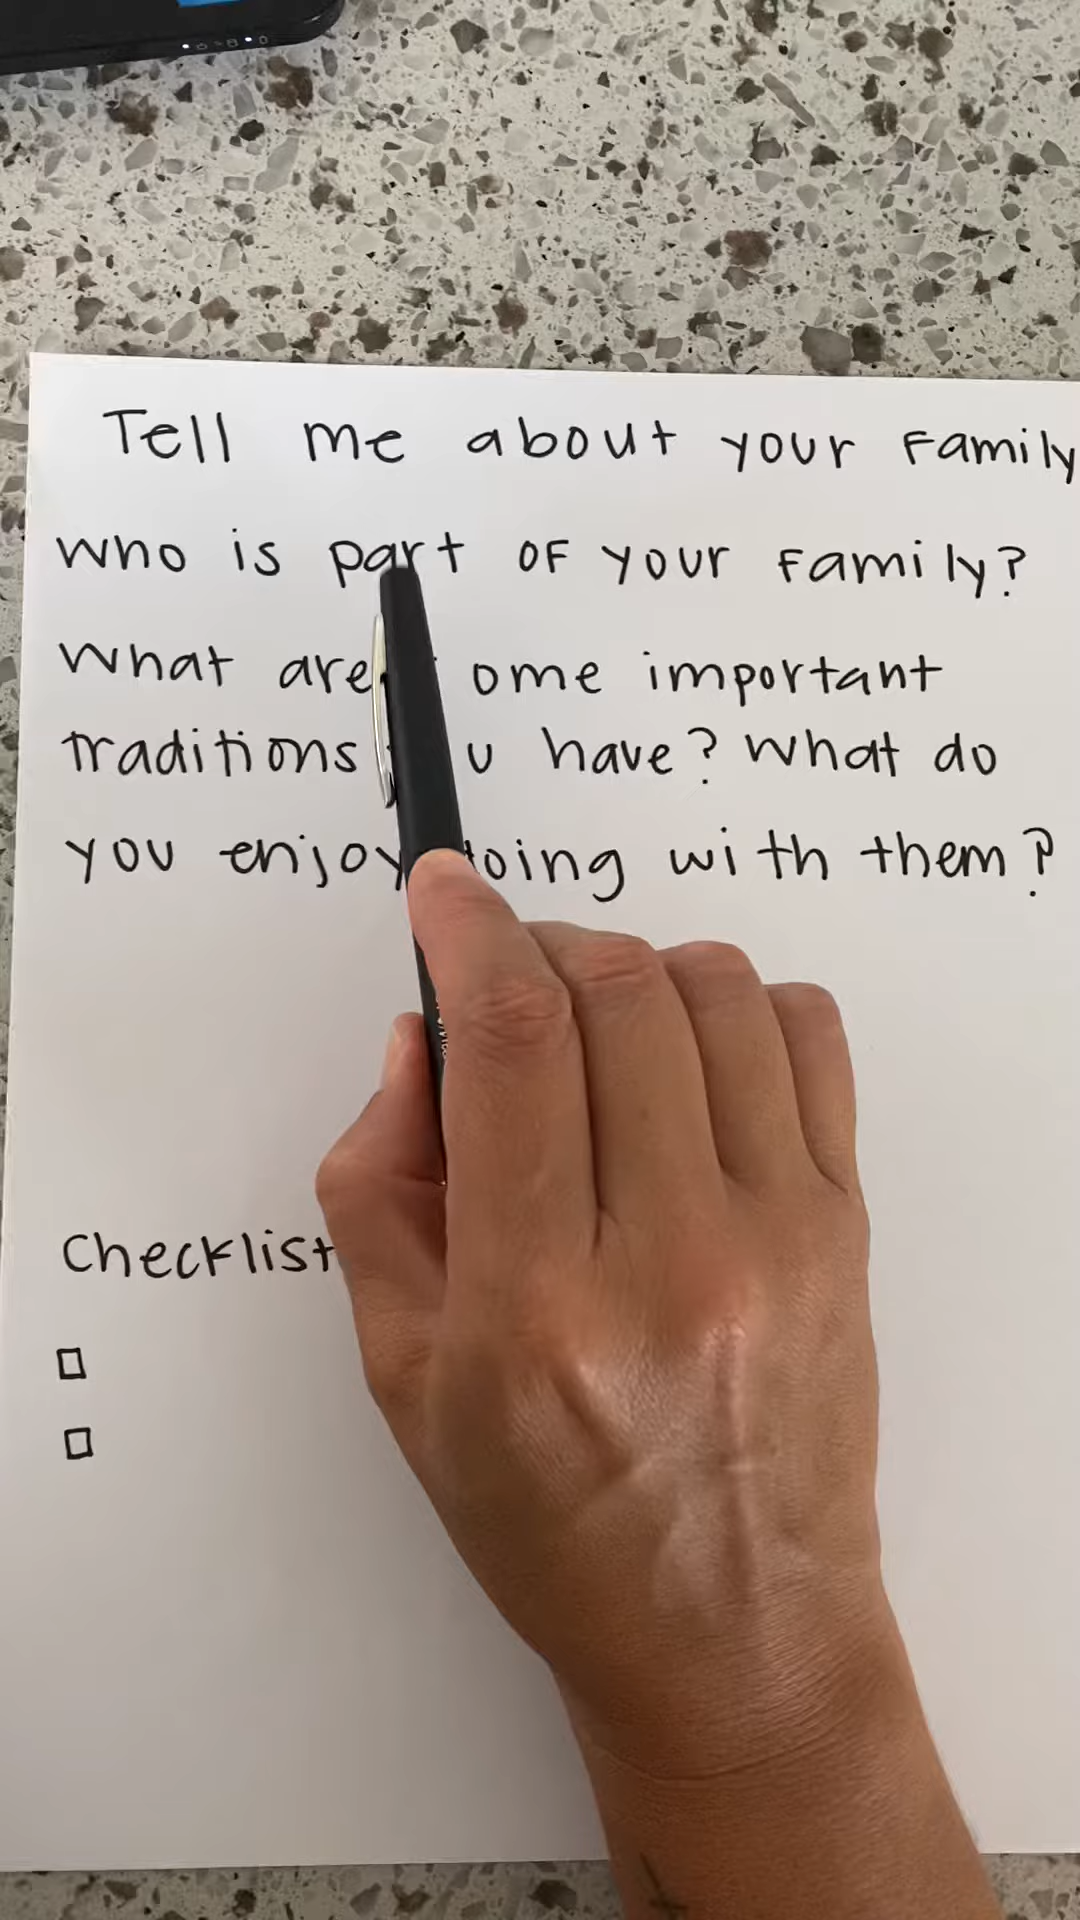 Tell me about your Family
Who is part OF your Family?
What are ome important
traditions u have? What do
you enjoy doing with them?
Checklist